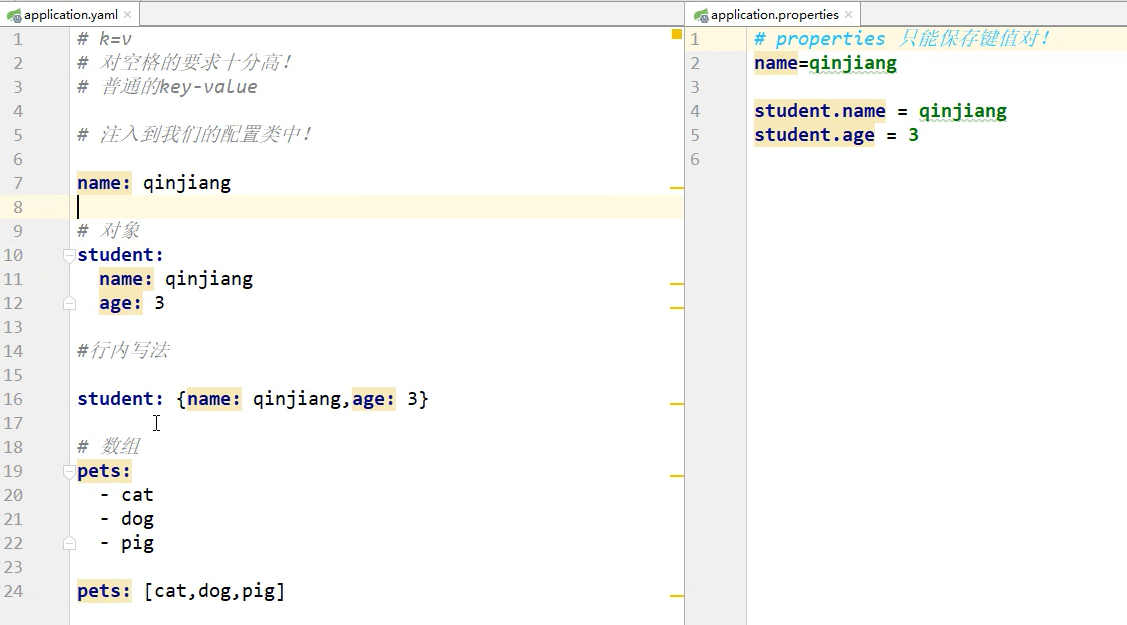 application.yaml
1 # k=v
2 # 对空格的要求十分高！
3 # 普通的key-value
4
5 # 注入到我们的配置类中！
6
7 name: qinjiang
8
9 # 对象
10 student:
11   name: qinjiang
12   age: 3
13
14 #行内写法
15
16 student: {name: qinjiang,age: 3}
17
18 # 数组
19 pets:
20   - cat
21   - dog
22   - pig
23
24 pets: [cat,dog,pig]
application.properties
1 # properties 只能保存键值对！
2 name=qinjiang
3
4 student.name = qinjiang
5 student.age = 3
6